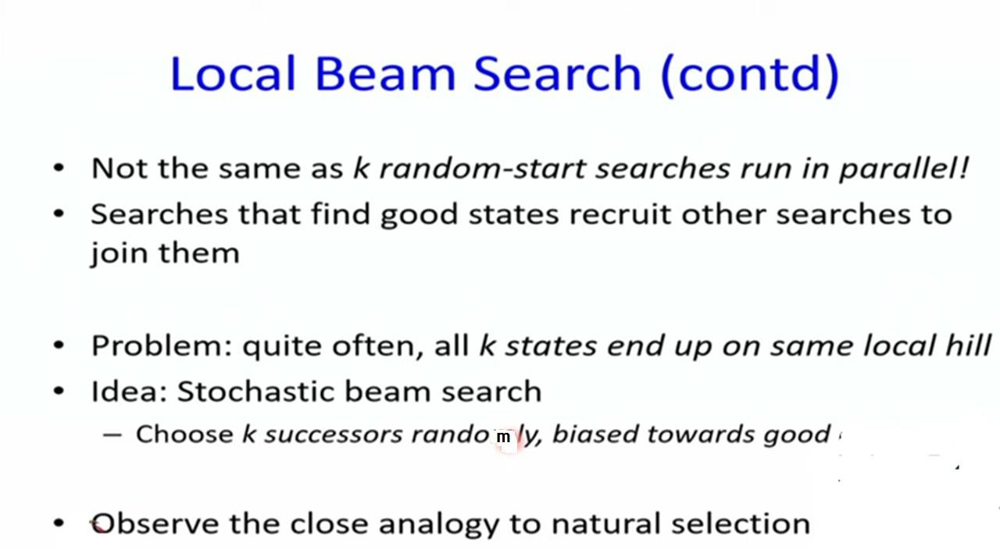 Local Beam Search (contd)
• Not the same as k random-start searches run in parallel!
• Searches that find good states recruit other searches to
join them
• Problem: quite often, all k states end up on same local hill
• Idea: Stochastic beam search
– Choose k successors randomly, biased towards good
• Observe the close analogy to natural selection